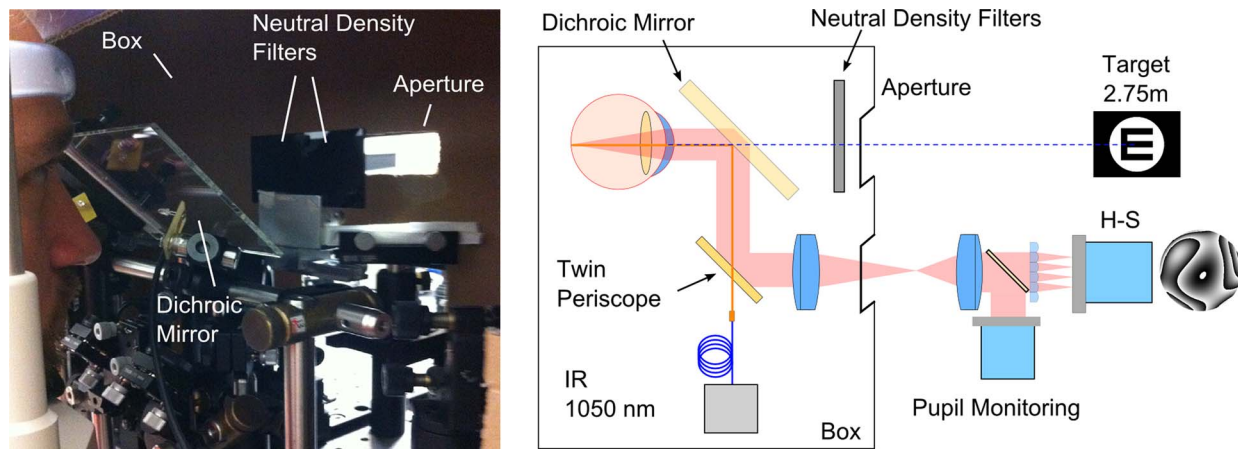 Box
Neutral Density
Filters
Aperture
Dichroic
Mirror
Dichroic Mirror
Neutral Density Filters
Aperture
Target
2.75m
E
H-S
Twin
Periscope
IR
1050 nm
Pupil Monitoring
Box